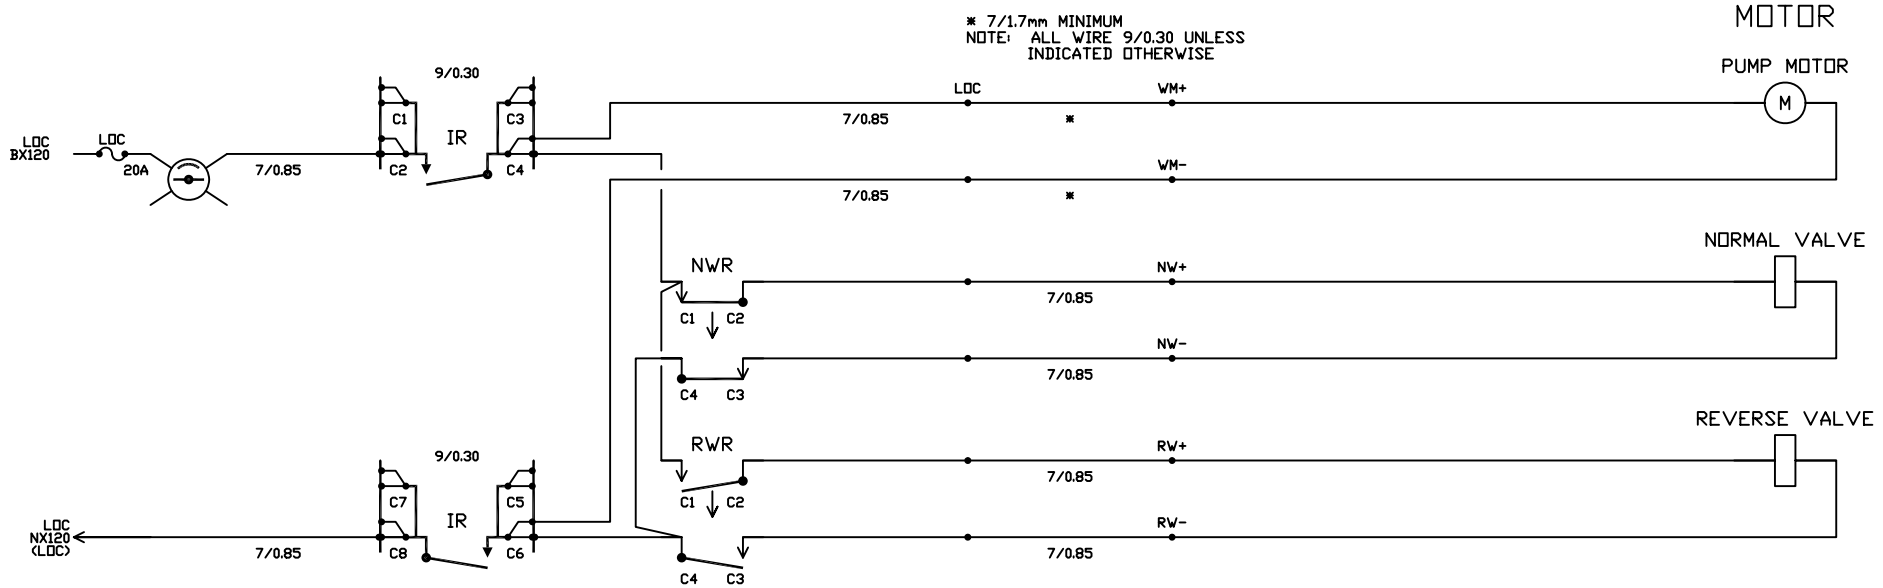 * 7/1.7mm MINIMUM
NOTE: ALL WIRE 9/0.30 UNLESS
INDICATED OTHERWISE
MOTOR
PUMP MOTOR
9/0.30
LOC
WM+
M
C1
C3
7/0.85
*
IR
LOC
BX120
LOC
20A
7/0.85
C2
C4
WM-
7/0.85
*
NORMAL VALVE
NWR
NW+
7/0.85
C1
C2
NW-
7/0.85
C4
C3
REVERSE VALVE
RWR
RW+
9/0.30
7/0.85
C7
C5
C1
C2
IR
LOC
NX120
(LOC)
RW-
7/0.85
C8
C6
7/0.85
C4
C3